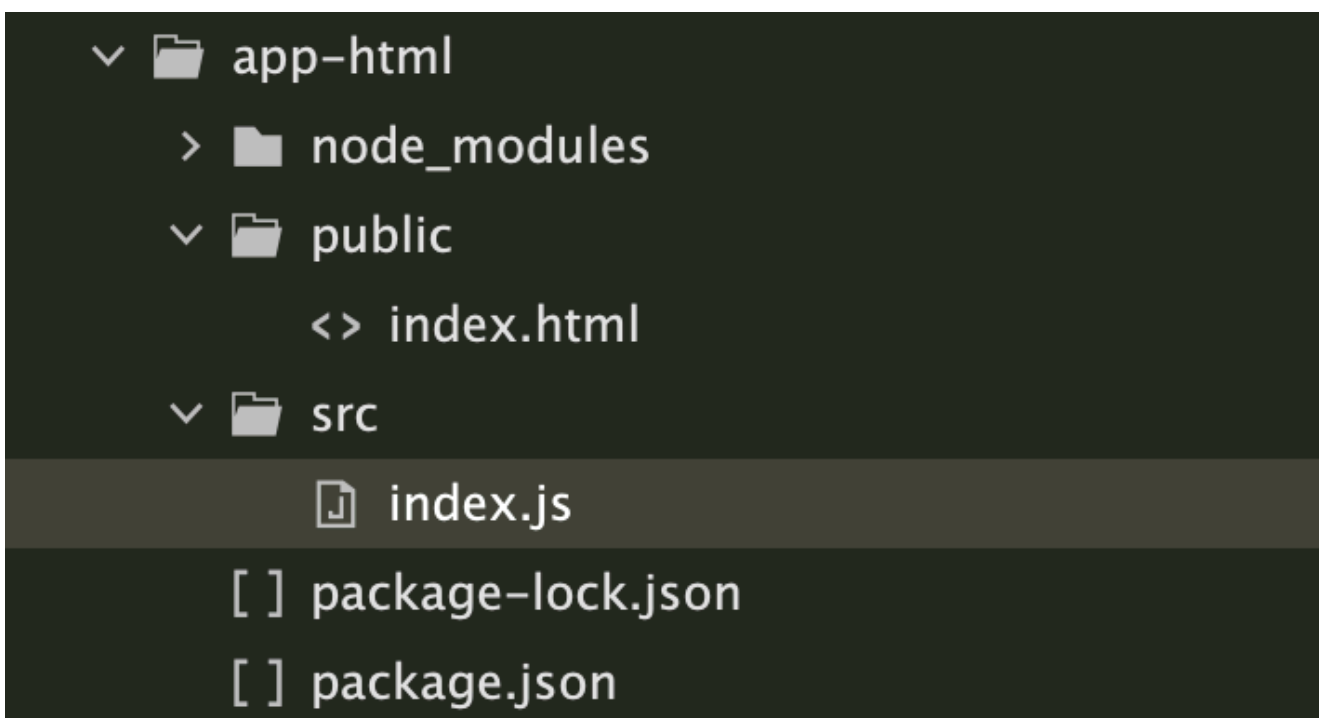 app-html
node_modules
public
<> index.html
src
index.js
[ ] package-lock.json
[ ] package.json